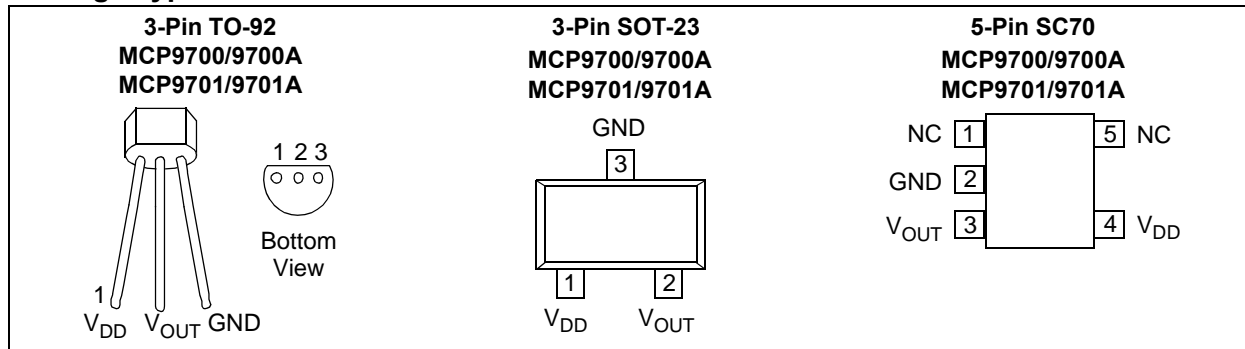 3-Pin TO-92
MCP9700/9700A
MCP9701/9701A
1 2 3
Bottom
View
1
VDD VOUT GND
3-Pin SOT-23
MCP9700/9700A
MCP9701/9701A
GND
3
1 2
VDD VOUT
5-Pin SC70
MCP9700/9700A
MCP9701/9701A
NC 1 5 NC
GND 2
VOUT 3 4 VDD